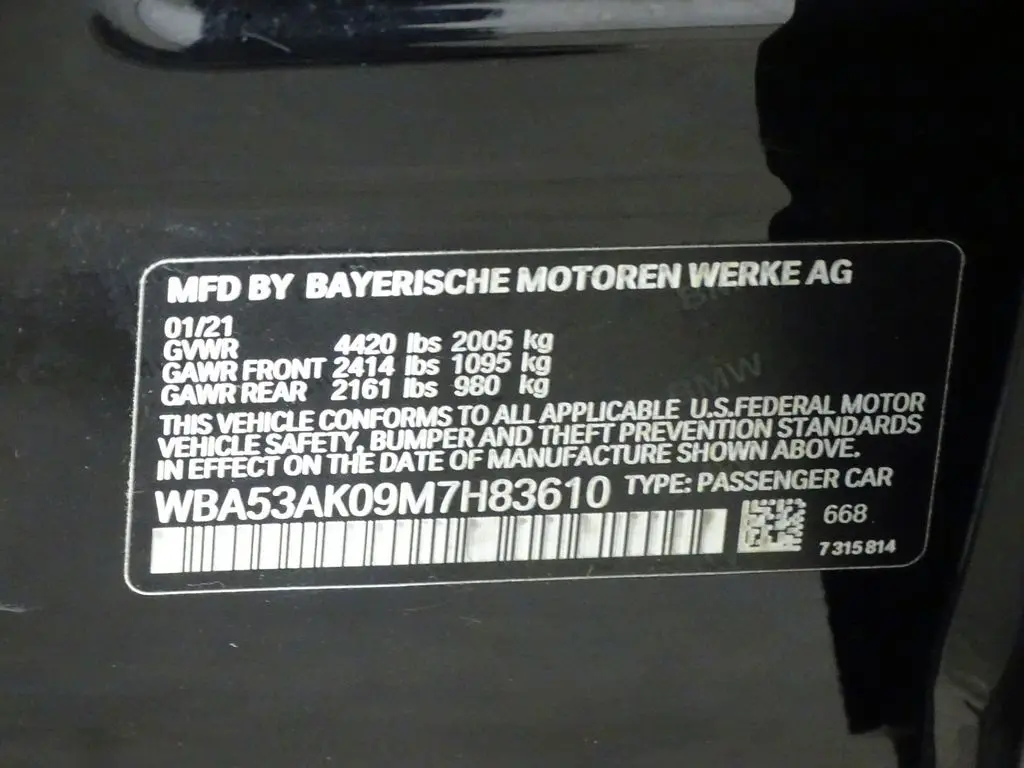 MFD BY BAYERISCHE MOTOREN WERKE AG
01/21
GVWR 4420 lbs 2005 kg
GAWR FRONT 2414 lbs 1095 kg
GAWR REAR 2161 lbs 980 kg
THIS VEHICLE CONFORMS TO ALL APPLICABLE U.S.FEDERAL MOTOR
VEHICLE SAFETY, BUMPER AND THEFT PREVENTION STANDARDS
IN EFFECT ON THE DATE OF MANUFACTURE SHOWN ABOVE.
WBA53AK09M7H83610 TYPE: PASSENGER CAR
668
7 315 814
BMW
BMW